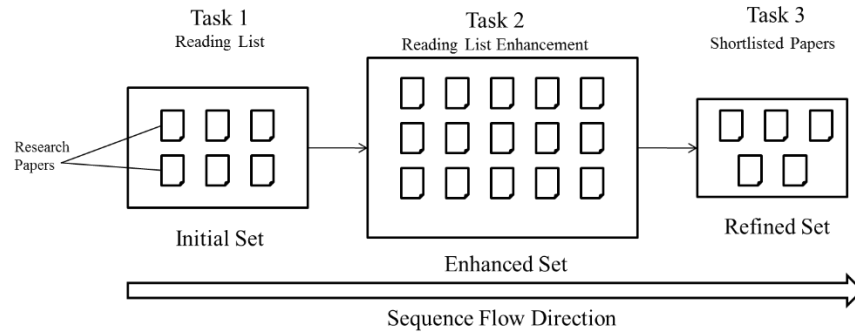 Task 1
Reading List
Task 2
Reading List Enhancement
Task 3
Shortlisted Papers
Research
Papers
Initial Set
Enhanced Set
Refined Set
Sequence Flow Direction